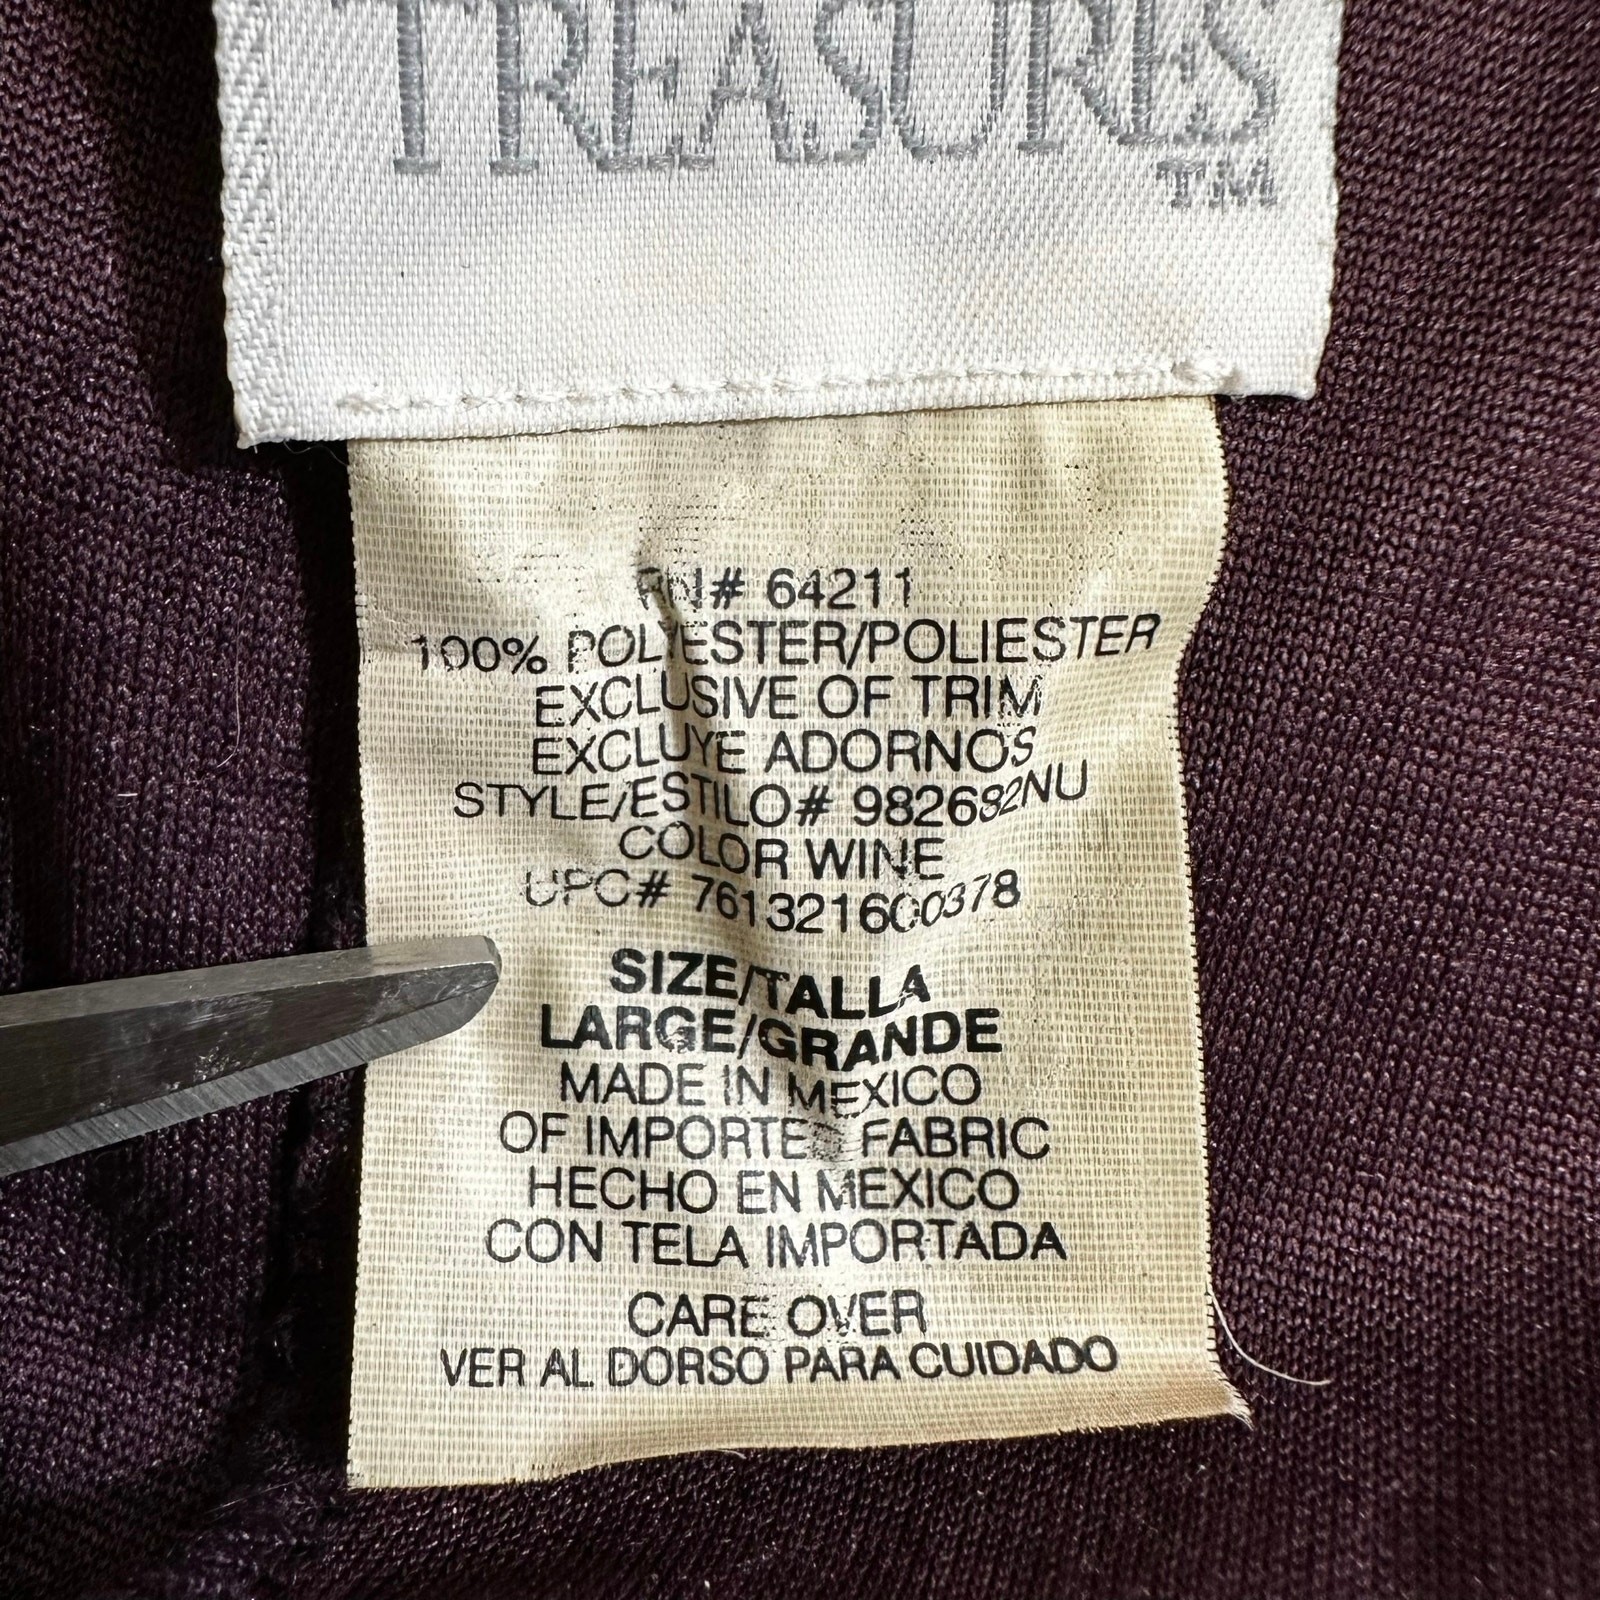 TREASURES
TM
RN# 64211
100% POLYESTER/POLIESTER
EXCLUSIVE OF TRIM
EXCLUYE ADORNOS
STYLE/ESTILO# 982682NU
COLOR WINE
UPC# 761321600378
SIZE/TALLA
LARGE/GRANDE
MADE IN MEXICO
OF IMPORTED FABRIC
HECHO EN MEXICO
CON TELA IMPORTADA
CARE OVER
VER AL DORSO PARA CUIDADO